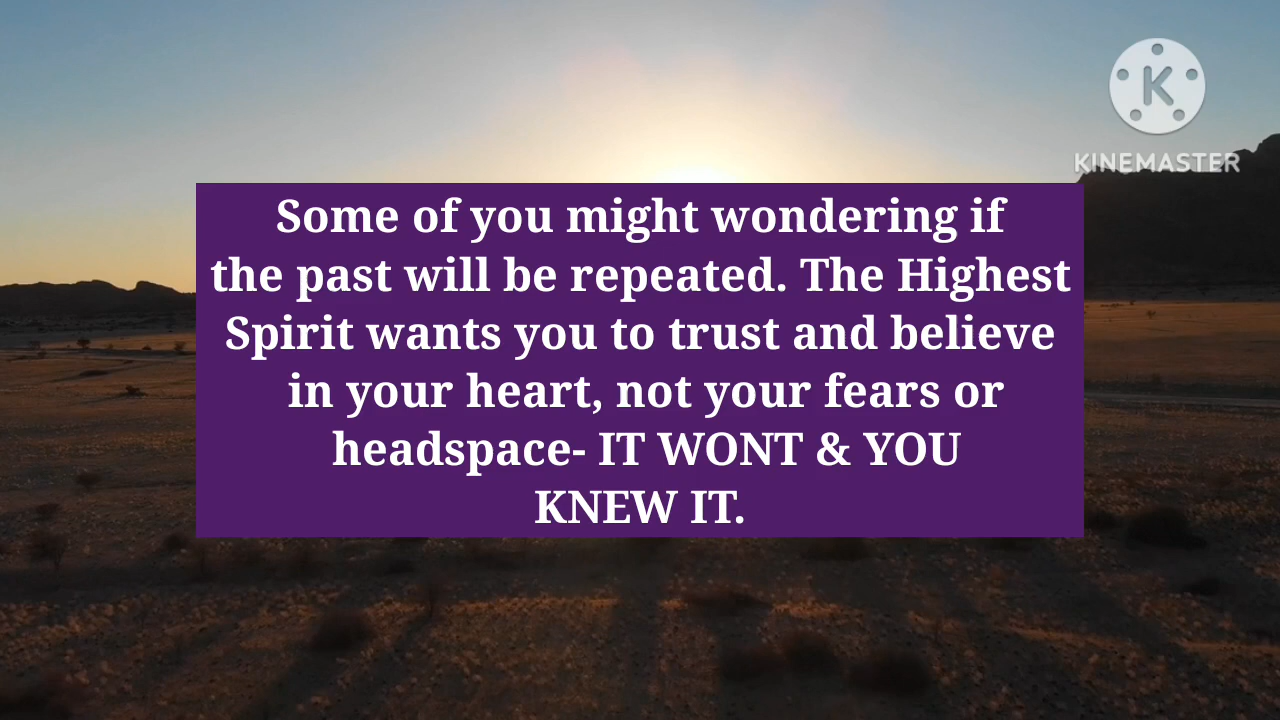 KINEMASTER
Some of you might wondering if
the past will be repeated. The Highest
Spirit wants you to trust and believe
in your heart, not your fears or
headspace- IT WONT & YOU
KNEW IT.